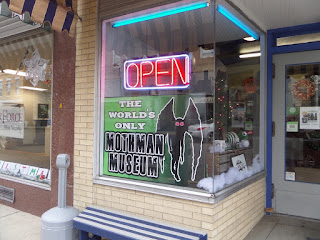 OPEN
THE
WORLD'S
ONLY
MOTHMAN
MUSEUM